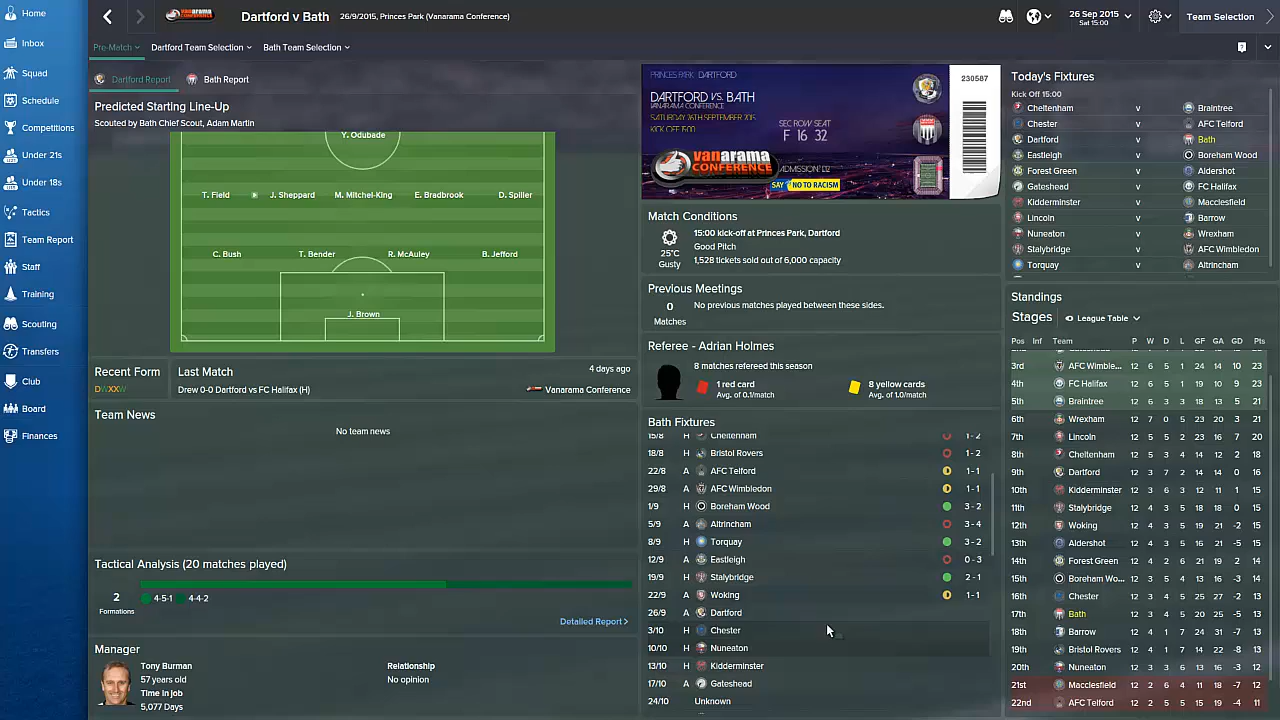 Home
Inbox
Squad
Schedule
Competitions
Under 21s
Under 18s
Tactics
Team Report
Staff
Training
Scouting
Transfers
Club
Board
Finances
vanarama CONFERENCE Dartford v Bath 26/9/2015, Princes Park (Vanarama Conference)
26 Sep 2015
Sat 15:00
Team Selection
Pre-Match Dartford Team Selection Bath Team Selection
Dartford Report Bath Report
Predicted Starting Line-Up
Scouted by Bath Chief Scout, Adam Martin
Y. Odubade
T. Field J. Sheppard M. Mitchel-King E. Bradbrook D. Spiller
C. Bush T. Bender R. McAuley B. Jefford
J. Brown
Recent Form
DWXXW
Last Match 4 days ago
Drew 0-0 Dartford vs FC Halifax (H) Vanarama Conference
Team News
No team news
Tactical Analysis (20 matches played)
2
Formations
4-5-1 4-4-2
Detailed Report >
Manager
Tony Burman
57 years old
Time in job
5,077 Days
Relationship
No opinion
PRINCES PARK DARTFORD
DARTFORD VS. BATH
VANARAMA CONFERENCE
SATURDAY 26TH SEPTEMBER 2015
KICK OFF 15:00
SEC ROW SEAT
F 16 32
vanarama
CONFERENCE
SAY NO TO RACISM
230587
Match Conditions
25°C
Gusty
15:00 kick-off at Princes Park, Dartford
Good Pitch
1,528 tickets sold out of 6,000 capacity
Previous Meetings
0
Matches
No previous matches played between these sides.
Referee - Adrian Holmes
8 matches refereed this season
1 red card
Avg. of 0.1/match
8 yellow cards
Avg. of 1.0/match
Bath Fixtures
15/8 H Cheltenham 1-2
18/8 H Bristol Rovers 1-2
22/8 A AFC Telford 1-1
29/8 A AFC Wimbledon 1-1
1/9 H Boreham Wood 3-2
5/9 A Altrincham 3-4
8/9 H Torquay 3-2
12/9 A Eastleigh 0-3
19/9 H Stalybridge 2-1
22/9 A Woking 1-1
26/9 A Dartford
3/10 H Chester
10/10 H Nuneaton
13/10 H Kidderminster
17/10 A Gateshead
24/10 Unknown
Today's Fixtures
Kick Off 15:00
Cheltenham v Braintree
Chester v AFC Telford
Dartford v Bath
Eastleigh v Boreham Wood
Forest Green v Aldershot
Gateshead v FC Halifax
Kidderminster v Macclesfield
Lincoln v Barrow
Nuneaton v Wrexham
Stalybridge v AFC Wimbledon
Torquay v Altrincham
Standings
Stages League Table
Pos Inf Team P W D L GF GA GD Pts
3rd AFC Wimble... 12 6 5 1 24 14 10 23
4th FC Halifax 12 6 5 1 19 10 9 23
5th Braintree 12 6 3 3 18 13 5 21
6th Wrexham 12 7 0 5 23 20 3 21
7th Lincoln 12 5 5 2 23 16 7 20
8th Cheltenham 12 5 3 4 14 12 2 18
9th Dartford 12 3 7 2 14 14 0 16
10th Kidderminster 12 3 6 3 12 11 1 15
11th Stalybridge 12 4 3 5 18 18 0 15
12th Woking 12 4 3 5 19 21 -2 15
13th Aldershot 12 3 5 4 16 21 -5 14
14th Forest Green 12 4 2 6 21 19 2 14
15th Boreham Wo... 12 3 5 4 13 16 -3 14
16th Chester 12 3 4 5 25 27 -2 13
17th Bath 12 3 4 5 20 25 -5 13
18th Barrow 12 4 1 7 24 31 -7 13
19th Bristol Rovers 12 4 1 7 20 28 -8 13
20th Nuneaton 12 3 3 6 13 16 -3 12
21st Macclesfield 12 2 6 4 11 18 -7 12
22nd AFC Telford 12 2 5 5 15 19 -4 11